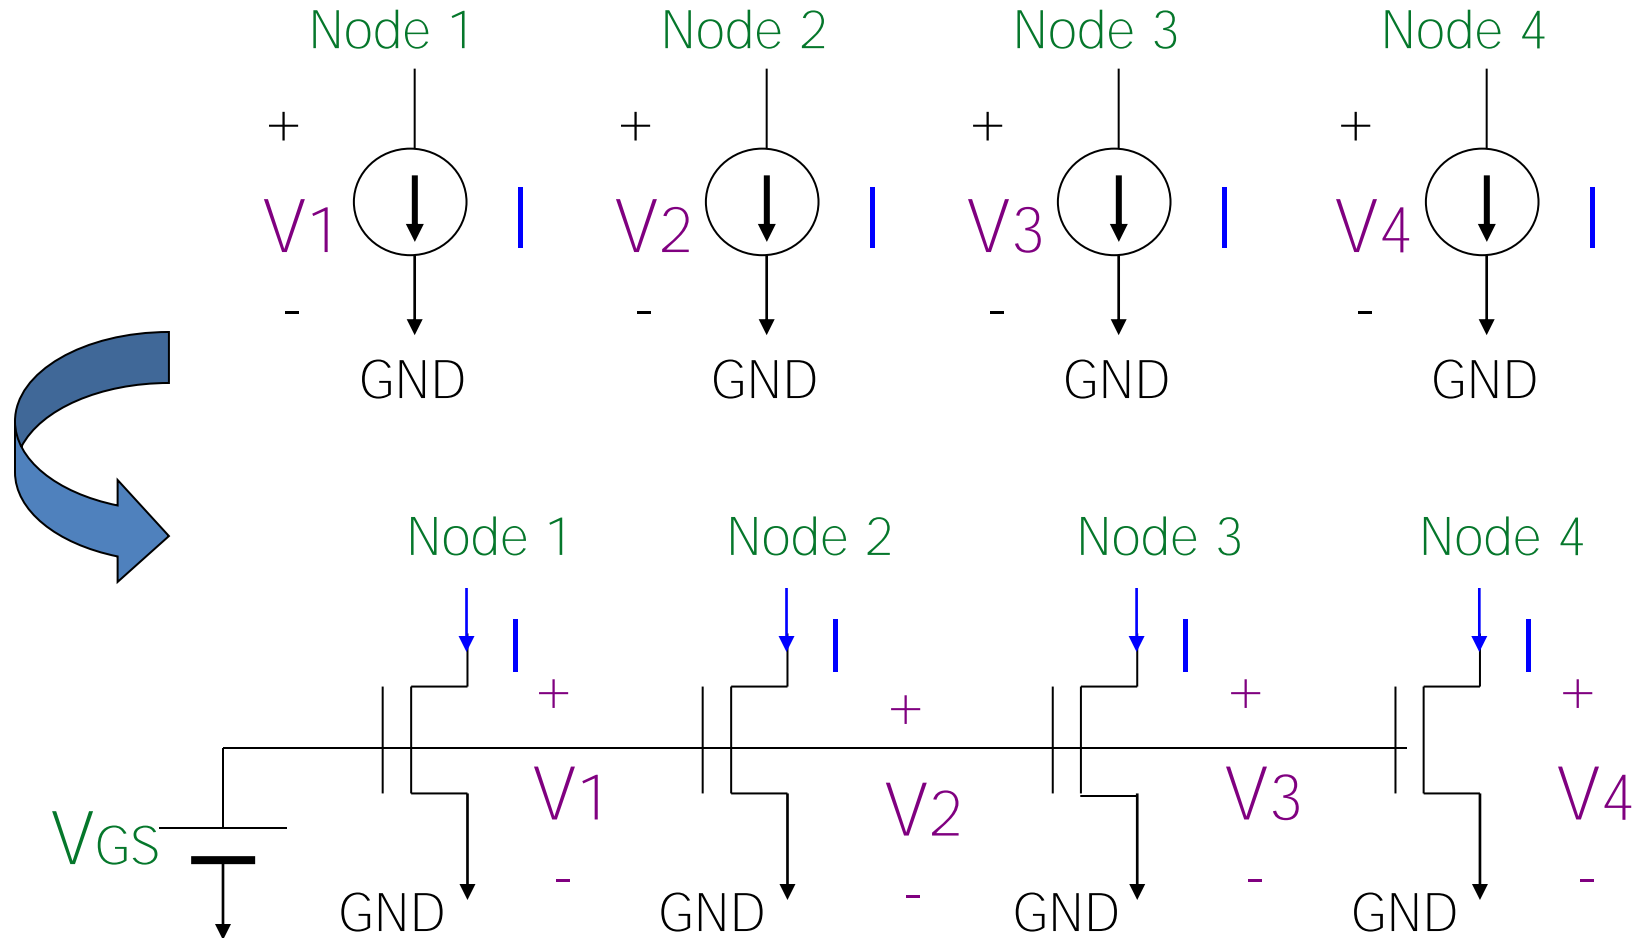 Node 1 Node 2 Node 3 Node 4
+ + + +
V1 I V2 I V3 I V4 I
- - - -
GND GND GND GND
Node 1 Node 2 Node 3 Node 4
I I I I
+ + + +
V1 V2 V3 V4
VGS
- - - -
GND GND GND GND